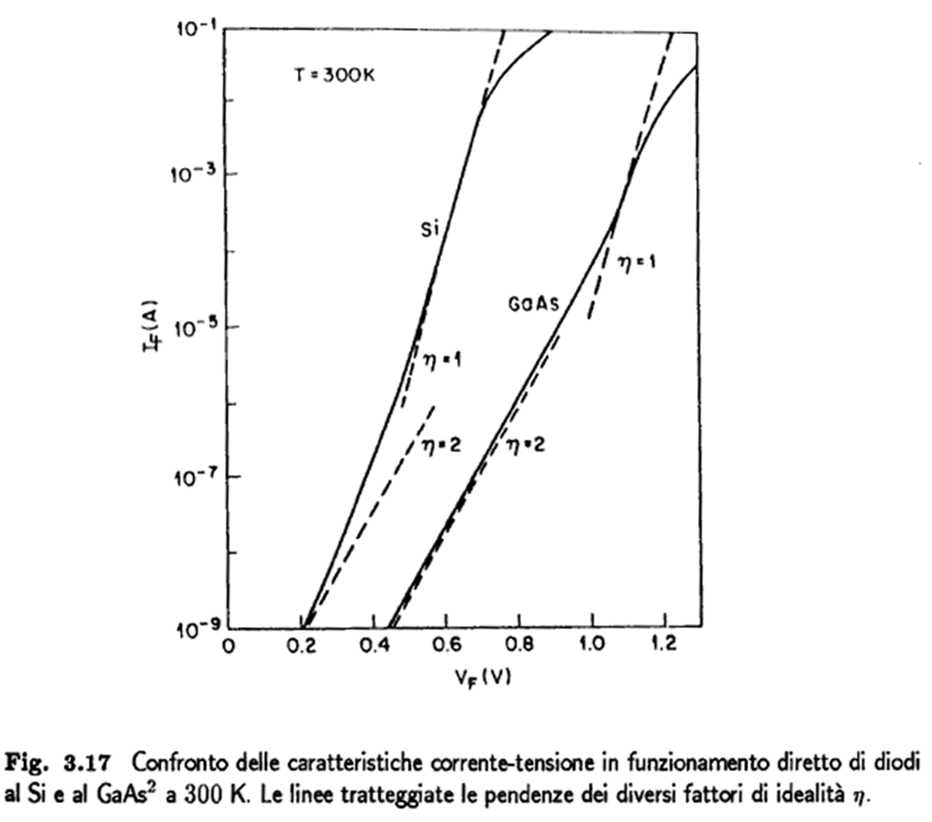 10⁻¹
T = 300K
10⁻³
Si
η = 1
GaAs
I_F (A)
10⁻⁵
η = 1
η = 2
η = 2
10⁻⁷
10⁻⁹
0 0.2 0.4 0.6 0.8 1.0 1.2
V_F (V)
Fig. 3.17 Confronto delle caratteristiche corrente-tensione in funzionamento diretto di diodi
al Si e al GaAs² a 300 K. Le linee tratteggiate le pendenze dei diversi fattori di idealità η.